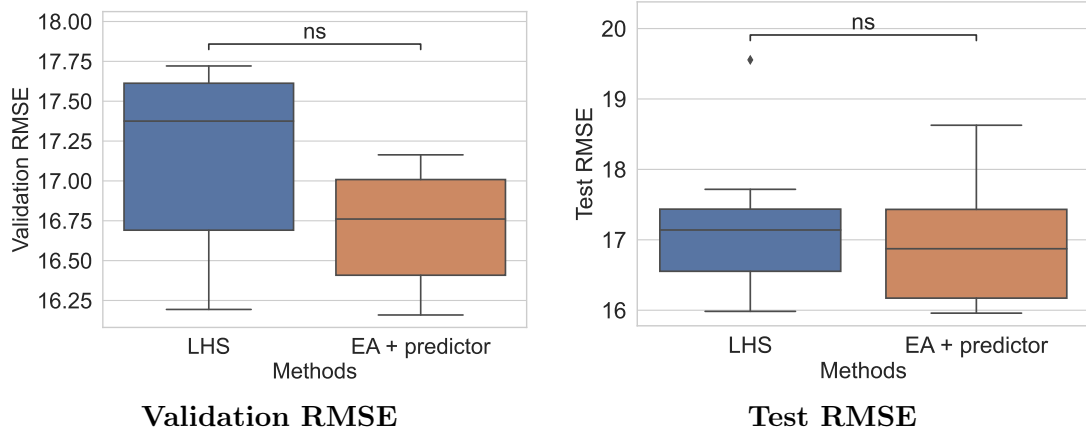 18.00
17.75
17.50
17.25
17.00
16.75
16.50
16.25
Validation RMSE
ns
LHS
EA + predictor
Methods
Validation RMSE
20
19
18
17
16
Test RMSE
ns
LHS
EA + predictor
Methods
Test RMSE